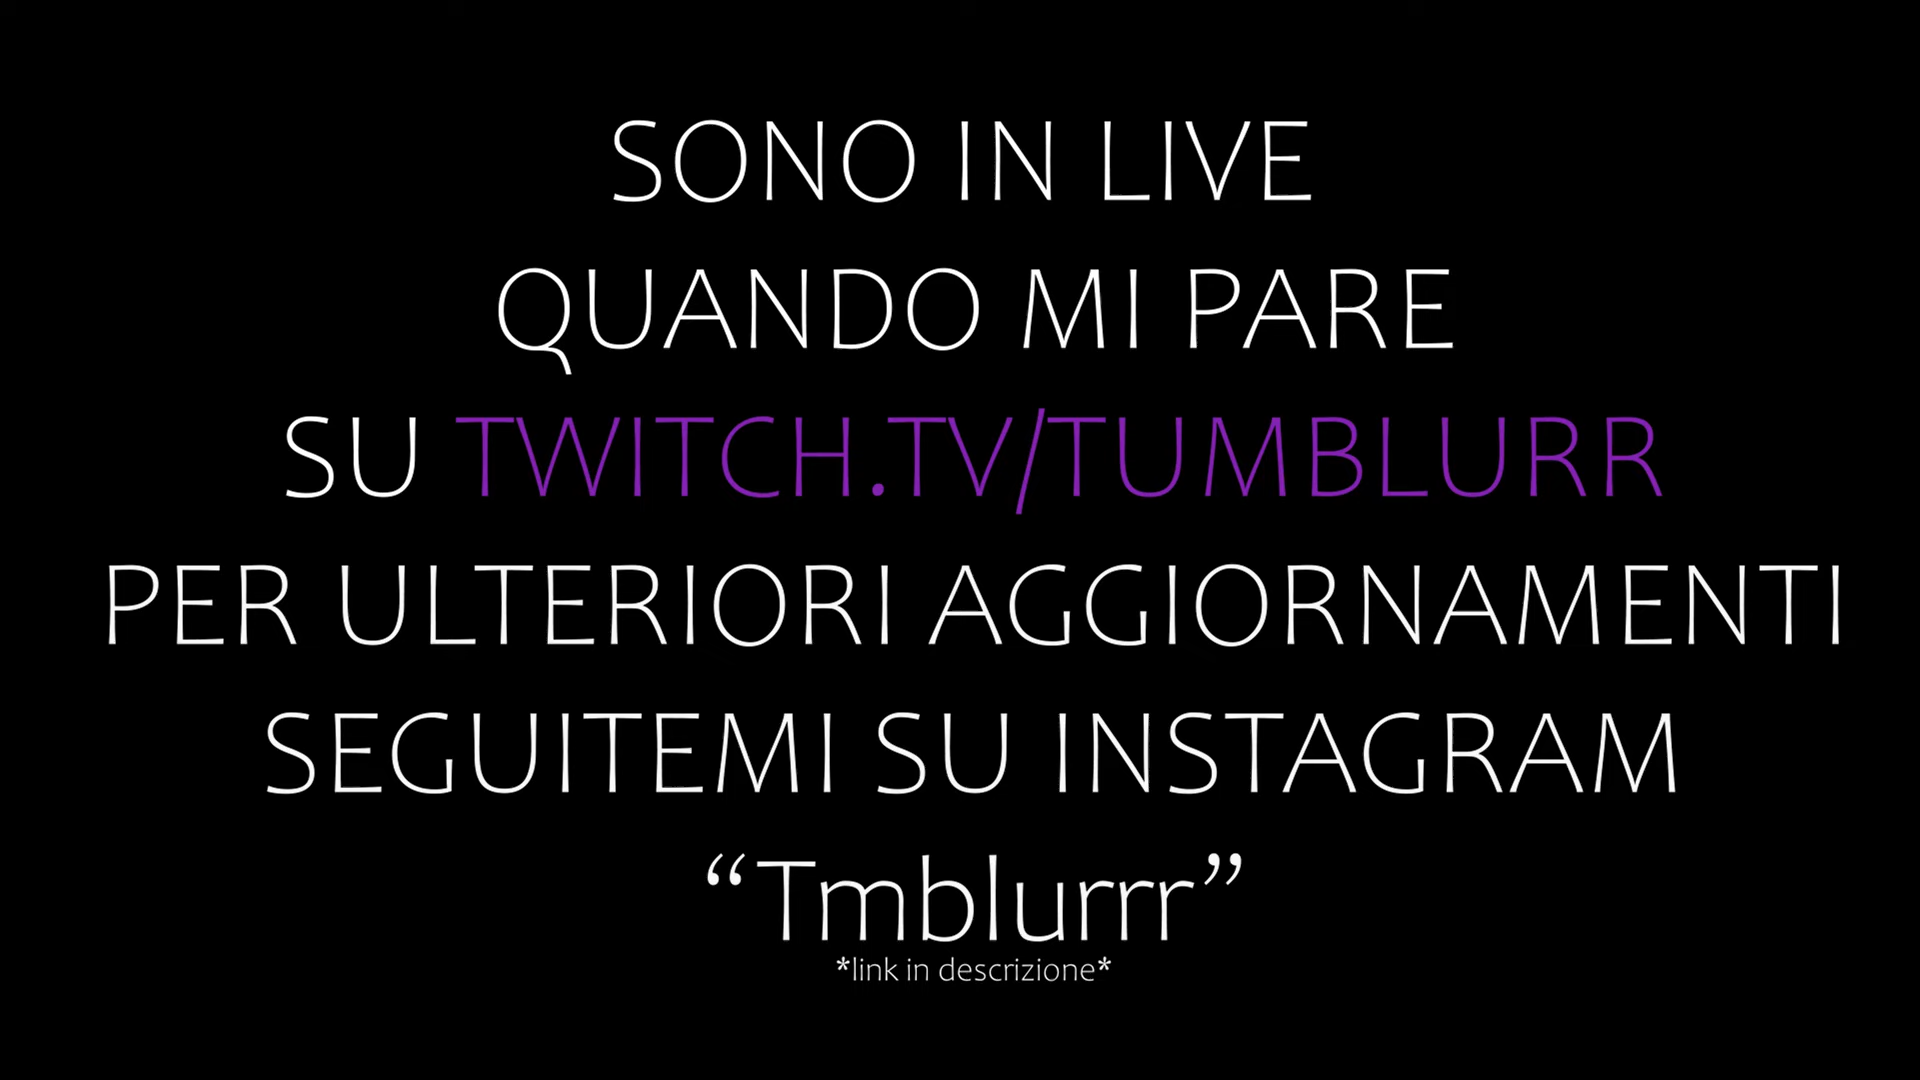 SONO IN LIVE
QUANDO MI PARE
SU TWITCH.TV/TUMBLURR
PER ULTERIORI AGGIORNAMENTI
SEGUITEMI SU INSTAGRAM
“Tmblurrr”
*link in descrizione*